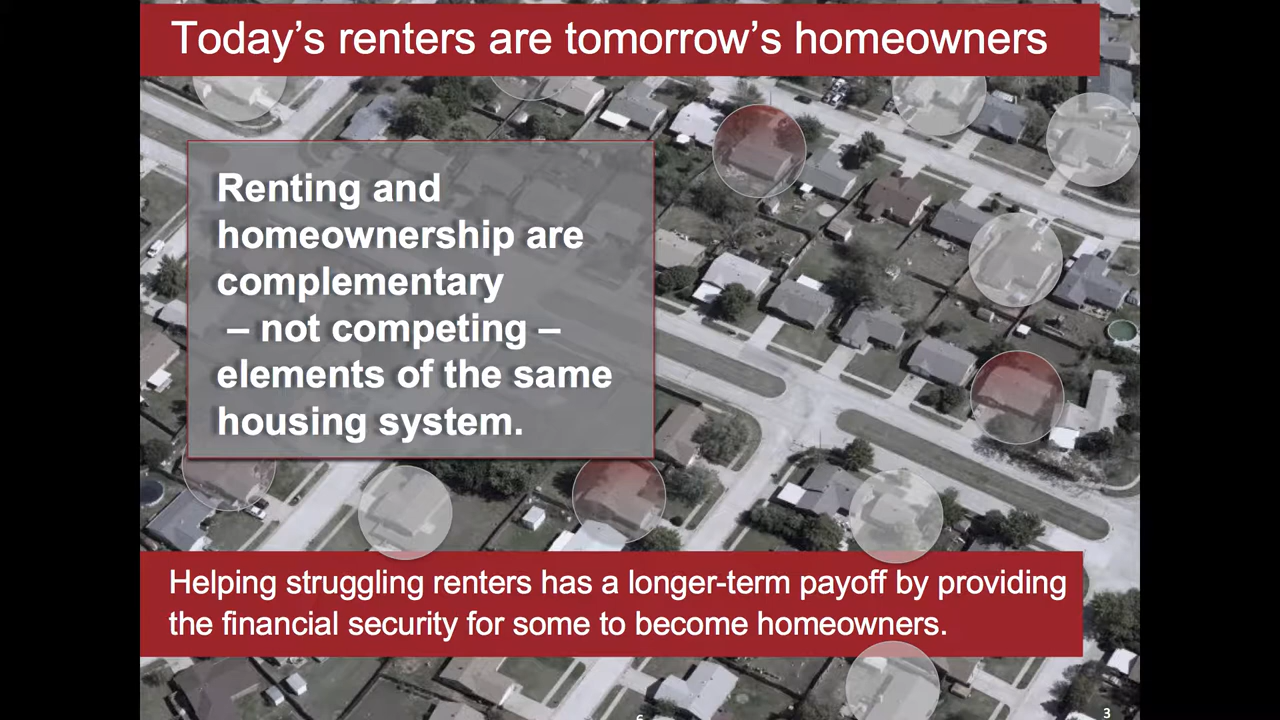 Today’s renters are tomorrow’s homeowners
Renting and
homeownership are
complementary
– not competing –
elements of the same
housing system.
Helping struggling renters has a longer-term payoff by providing
the financial security for some to become homeowners.
6
3